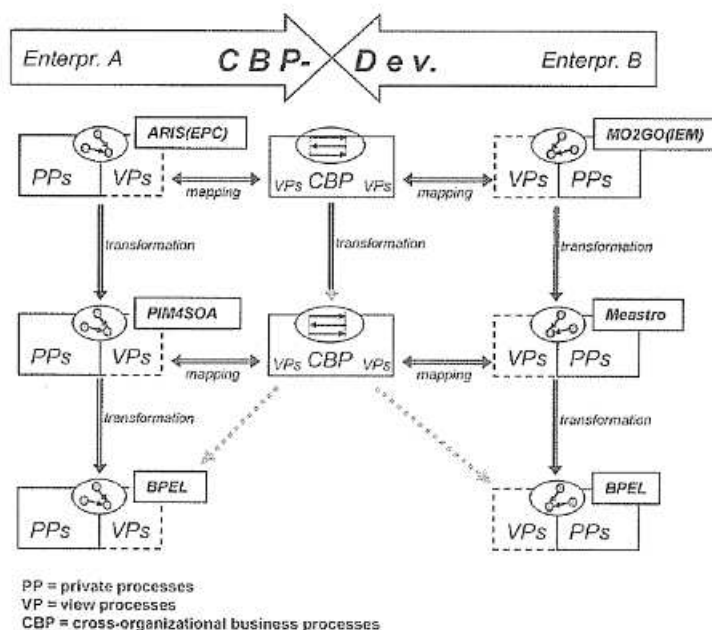 Enterpr. A CBP- Dev. Enterpr. B
ARIS(EPC) MO2GO(IEM)
PPs VPs VPs CBP VPs VPs PPs
mapping mapping
transformation transformation transformation
PIM4SOA Meastro
PPs VPs VPs CBP VPs VPs PPs
mapping mapping
transformation transformation
BPEL BPEL
PPs VPs VPs PPs
PP = private processes
VP = view processes
CBP = cross-organizational business processes